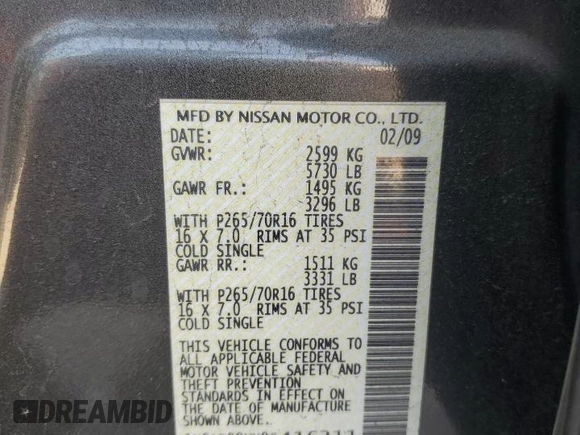 MFD BY NISSAN MOTOR CO., LTD.
DATE: 02/09
GVWR: 2599 KG
5730 LB
GAWR FR.: 1495 KG
3296 LB
WITH P265/70R16 TIRES
16 X 7.0 RIMS AT 35 PSI
COLD SINGLE
GAWR RR.: 1511 KG
3331 LB
WITH P265/70R16 TIRES
16 X 7.0 RIMS AT 35 PSI
COLD SINGLE
THIS VEHICLE CONFORMS TO
ALL APPLICABLE FEDERAL
MOTOR VEHICLE SAFETY AND
THEFT PREVENTION
STANDARDS IN EFFECT ON
THE DATE OF MANUFACTURE
SHOWN ABOVE.
DREAMBID
dreambid.com